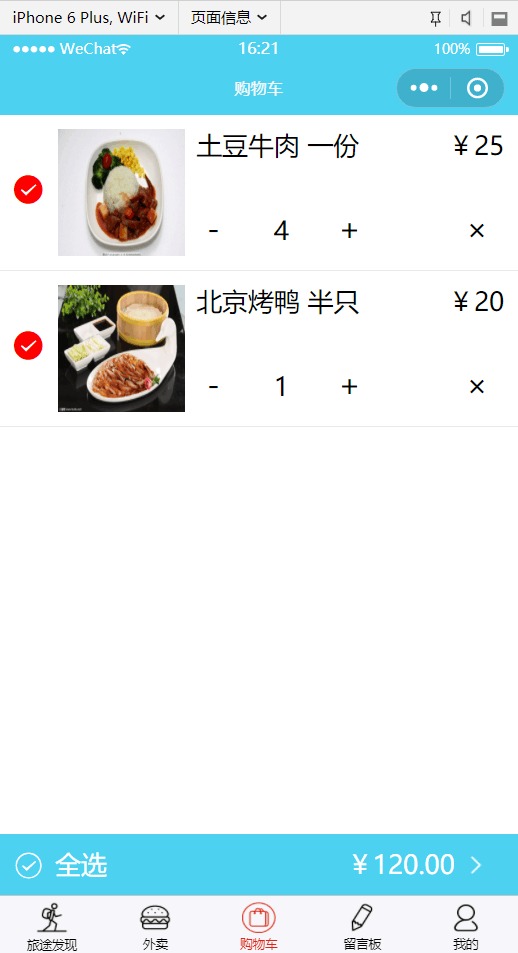 iPhone 6 Plus, WiFi 页面信息
WeChat 16:21 100%
购物车
土豆牛肉 一份 ￥25
- 4 + ×
北京烤鸭 半只 ￥20
- 1 + ×
全选 ￥120.00
旅途发现 外卖 购物车 留言板 我的